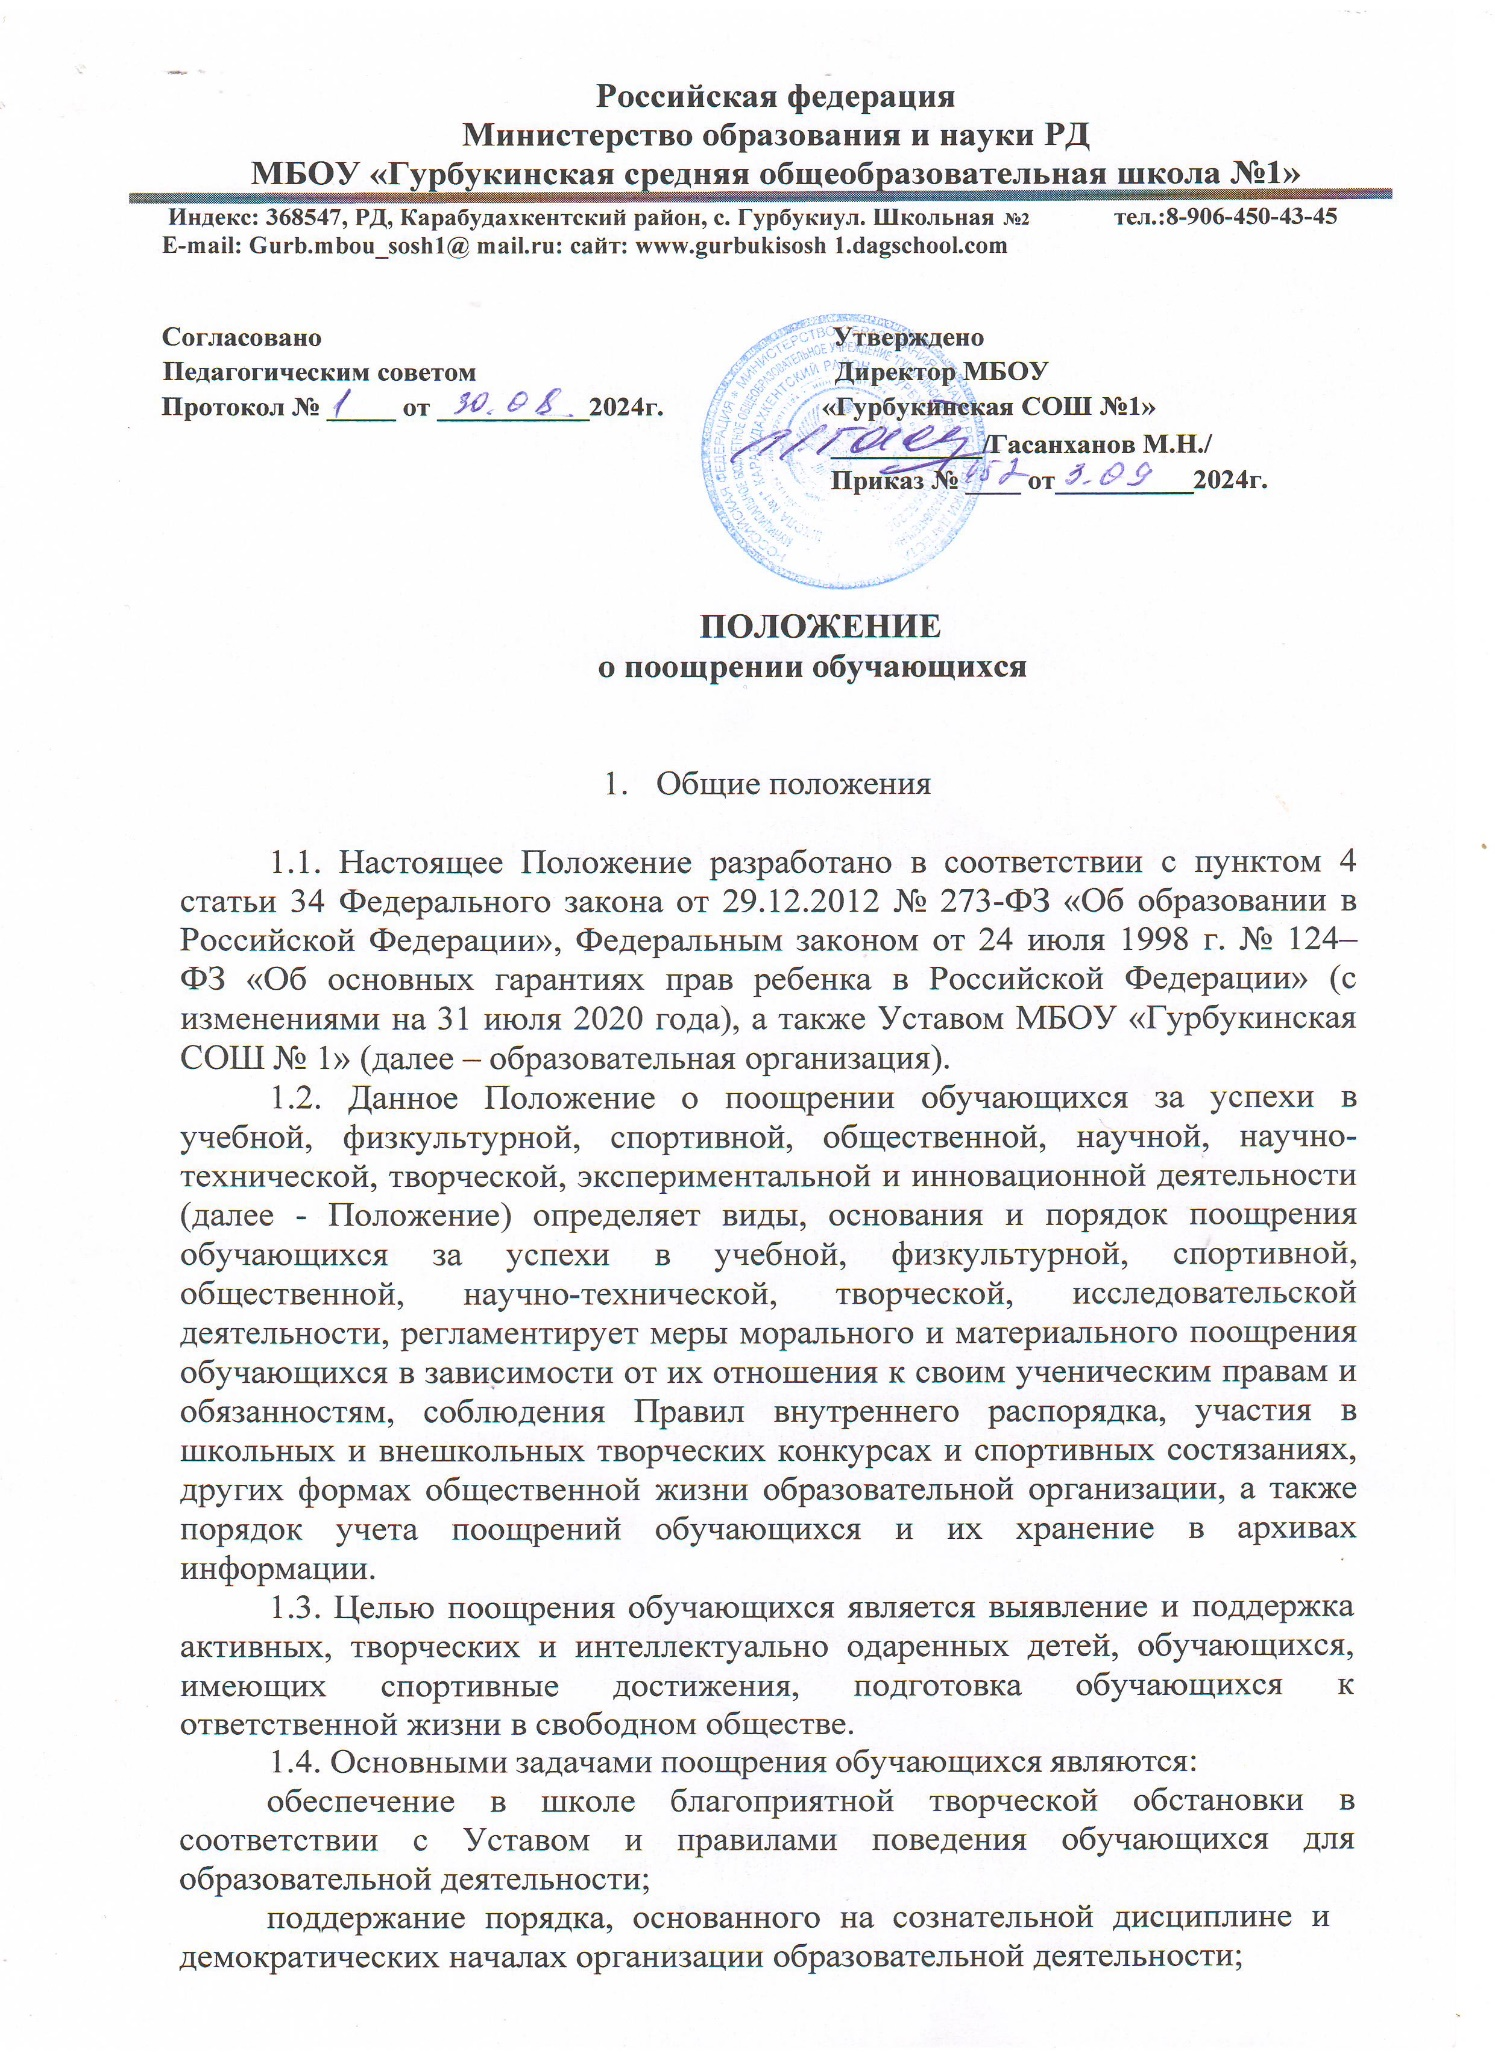 Российская федерация
Министерство образования и науки РД
МБОУ «Гурбукинская средняя общеобразовательная школа №1»
Индекс: 368547, РД, Карабудахкентский район, с. Гурбукиул. Школьная №2 тел.:8-906-450-43-45
E-mail: Gurb.mbou_sosh1@ mail.ru: сайт: www.gurbukisosh 1.dagschool.com
Согласовано
Педагогическим советом
Протокол № 1 от 30.08. 2024г.
Утверждено
Директор МБОУ
«Гурбукинская СОШ №1»
/Гасанханов М.Н./
Приказ № 157 от 3.09 2024г.
ПОЛОЖЕНИЕ
о поощрении обучающихся
1. Общие положения
1.1. Настоящее Положение разработано в соответствии с пунктом 4
статьи 34 Федерального закона от 29.12.2012 № 273-ФЗ «Об образовании в
Российской Федерации», Федеральным законом от 24 июля 1998 г. № 124–
ФЗ «Об основных гарантиях прав ребенка в Российской Федерации» (с
изменениями на 31 июля 2020 года), а также Уставом МБОУ «Гурбукинская
СОШ № 1» (далее – образовательная организация).
1.2. Данное Положение о поощрении обучающихся за успехи в
учебной, физкультурной, спортивной, общественной, научной, научно-
технической, творческой, экспериментальной и инновационной деятельности
(далее - Положение) определяет виды, основания и порядок поощрения
обучающихся за успехи в учебной, физкультурной, спортивной,
общественной, научно-технической, творческой, исследовательской
деятельности, регламентирует меры морального и материального поощрения
обучающихся в зависимости от их отношения к своим ученическим правам и
обязанностям, соблюдения Правил внутреннего распорядка, участия в
школьных и внешкольных творческих конкурсах и спортивных состязаниях,
других формах общественной жизни образовательной организации, а также
порядок учета поощрений обучающихся и их хранение в архивах
информации.
1.3. Целью поощрения обучающихся является выявление и поддержка
активных, творческих и интеллектуально одаренных детей, обучающихся,
имеющих спортивные достижения, подготовка обучающихся к
ответственной жизни в свободном обществе.
1.4. Основными задачами поощрения обучающихся являются:
обеспечение в школе благоприятной творческой обстановки в
соответствии с Уставом и правилами поведения обучающихся для
образовательной деятельности;
поддержание порядка, основанного на сознательной дисциплине и
демократических началах организации образовательной деятельности;